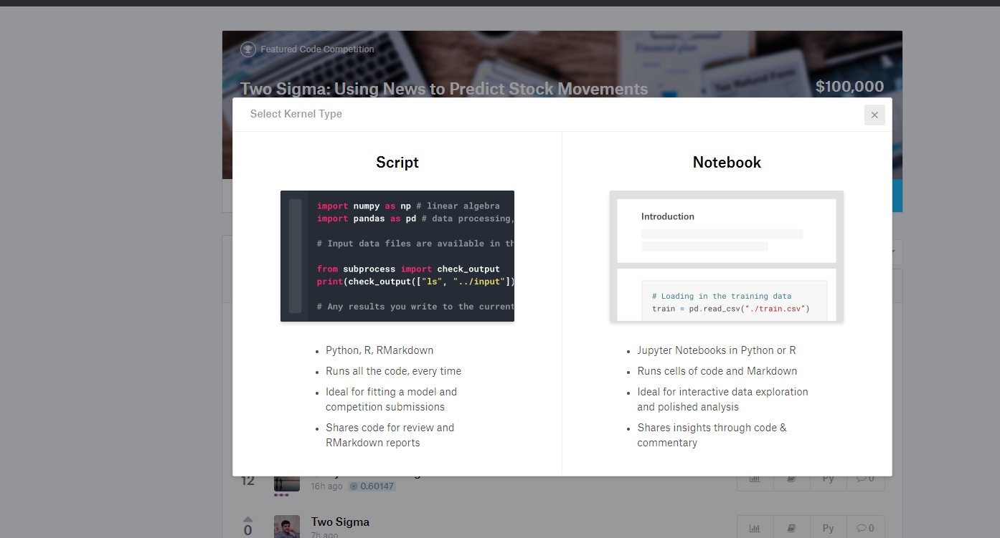 Featured Code Competition
Two Sigma: Using News to Predict Stock Movements
$100,000
Financial plan
Tax Refund Form
Select Kernel Type
Script
import numpy as np # linear algebra
import pandas as pd # data processing,
# Input data files are available in th
from subprocess import check_output
print(check_output(["ls", "../input"])
# Any results you write to the current
Python, R, RMarkdown
Runs all the code, every time
Ideal for fitting a model and
competition submissions
Shares code for review and
RMarkdown reports
Notebook
Introduction
# Loading in the training data
train = pd.read_csv("./train.csv")
Jupyter Notebooks in Python or R
Runs cells of code and Markdown
Ideal for interactive data exploration
and polished analysis
Shares insights through code &
commentary
12
16h ago
0.60147
Py
0
0
Two Sigma
7h ago
Py
0